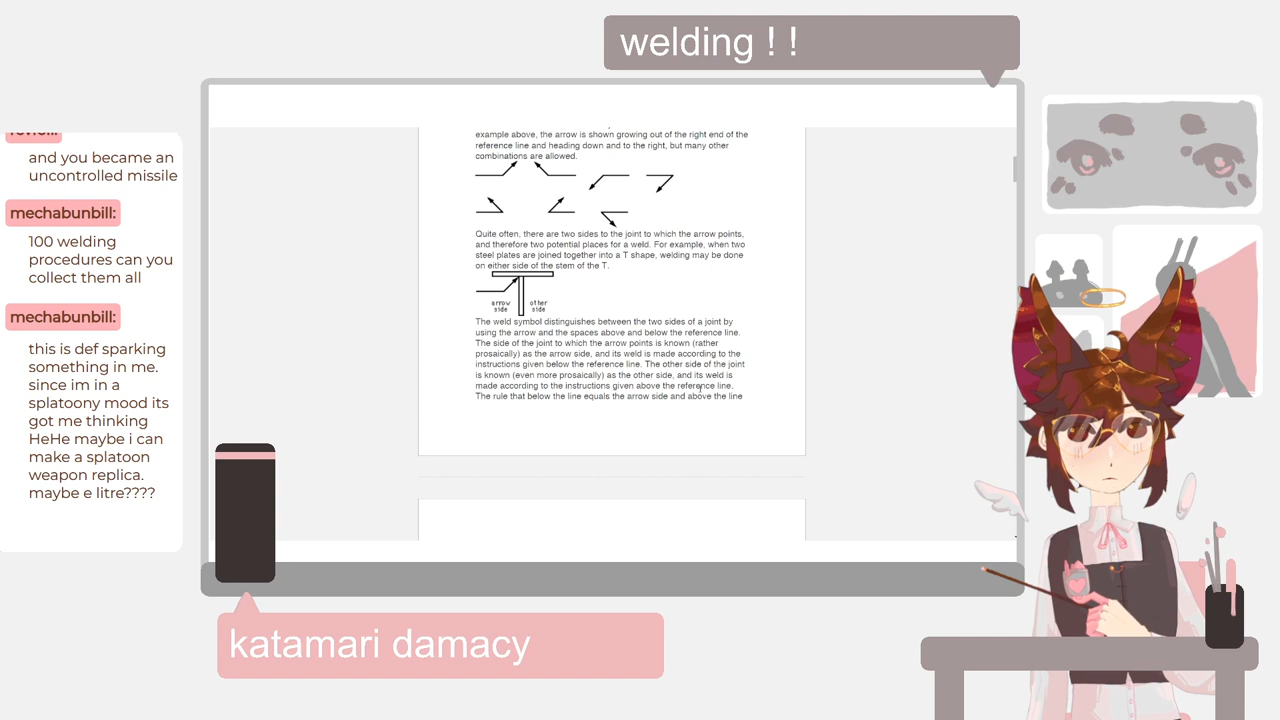 welding ! !
and you became an
uncontrolled missile
mechabunbill:
100 welding
procedures can you
collect them all
mechabunbill:
this is def sparking
something in me.
since im in a
splatoony mood its
got me thinking
HeHe maybe i can
make a splatoon
weapon replica.
maybe e litre????
example above, the arrow is shown growing out of the right end of the
reference line and heading down and to the right, but many other
combinations are allowed.
Quite often, there are two sides to the joint to which the arrow points,
and therefore two potential places for a weld. For example, when two
steel plates are joined together into a T shape, welding may be done
on either side of the stem of the T.
arrow other
side side
The weld symbol distinguishes between the two sides of a joint by
using the arrow and the spaces above and below the reference line.
The side of the joint to which the arrow points is known (rather
prosaically) as the arrow side, and its weld is made according to the
instructions given below the reference line. The other side of the joint
is known (even more prosaically) as the other side, and its weld is
made according to the instructions given above the reference line.
The rule that below the line equals the arrow side and above the line
katamari damacy